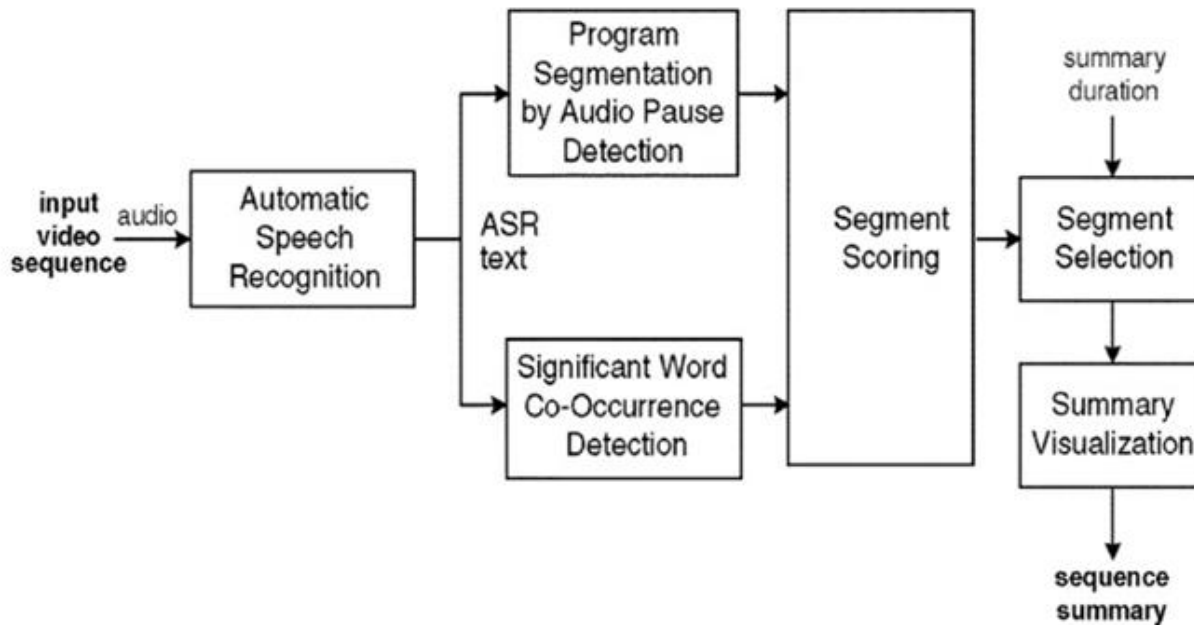 input
video
sequence
audio
Automatic
Speech
Recognition
ASR
text
Program
Segmentation
by Audio Pause
Detection
Significant Word
Co-Occurrence
Detection
Segment
Scoring
summary
duration
Segment
Selection
Summary
Visualization
sequence
summary